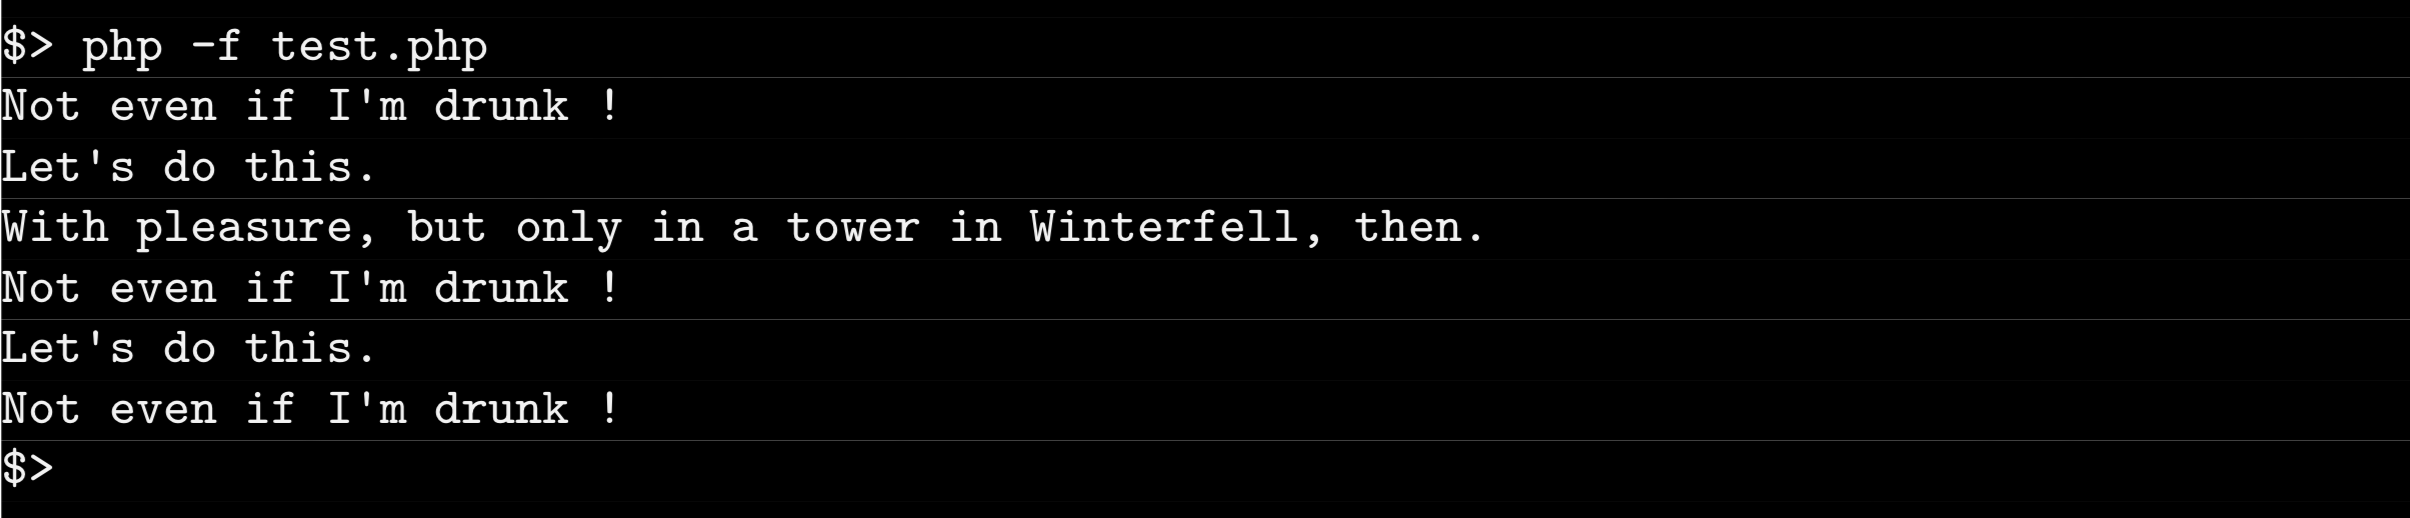 $> php -f test.php
Not even if I'm drunk !
Let's do this.
With pleasure, but only in a tower in Winterfell, then.
Not even if I'm drunk !
Let's do this.
Not even if I'm drunk !
$>